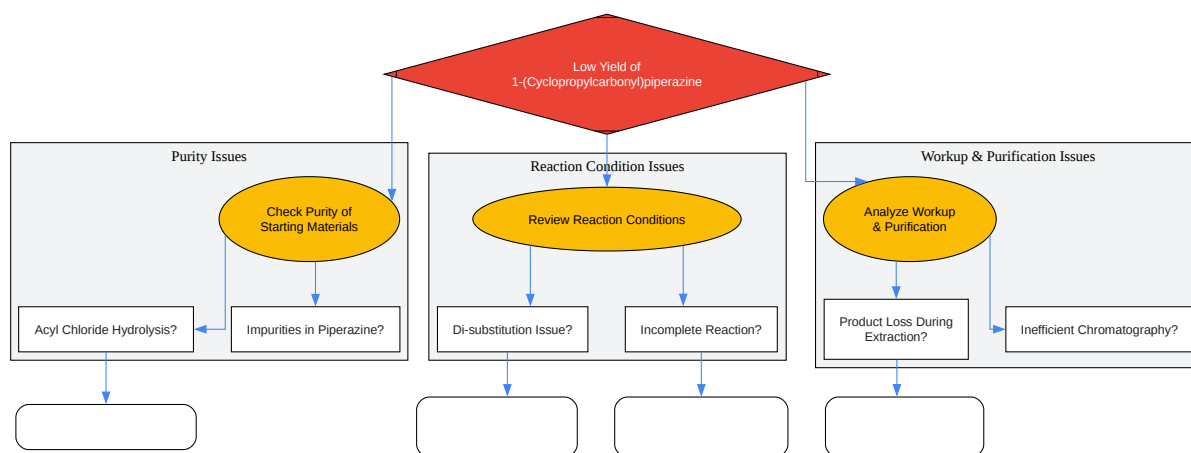 Low Yield of
1-(Cyclopropylcarbonyl)piperazine
Purity Issues
Reaction Condition Issues
Workup & Purification Issues
Check Purity of
Starting Materials
Review Reaction Conditions
Analyze Workup
& Purification
Acyl Chloride Hydrolysis?
Impurities in Piperazine?
Di-substitution Issue?
Incomplete Reaction?
Product Loss During
Extraction?
Inefficient Chromatography?